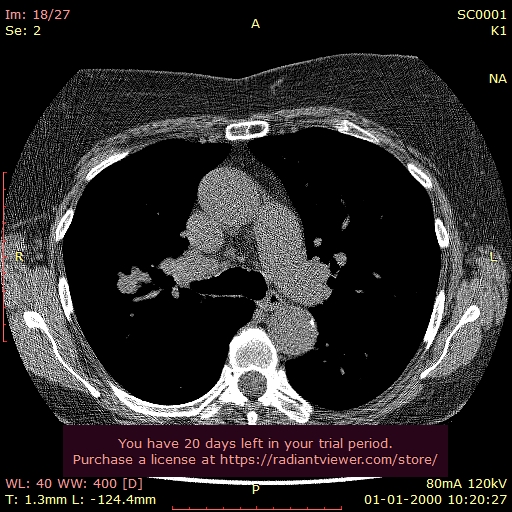 Im: 18/27
Se: 2
A
SC0001
K1
NA
R
L
You have 20 days left in your trial period.
Purchase a license at https://radiantviewer.com/store/
WL: 40 WW: 400 [D]
T: 1.3mm L: -124.4mm
P
80mA 120kV
01-01-2000 10:20:27